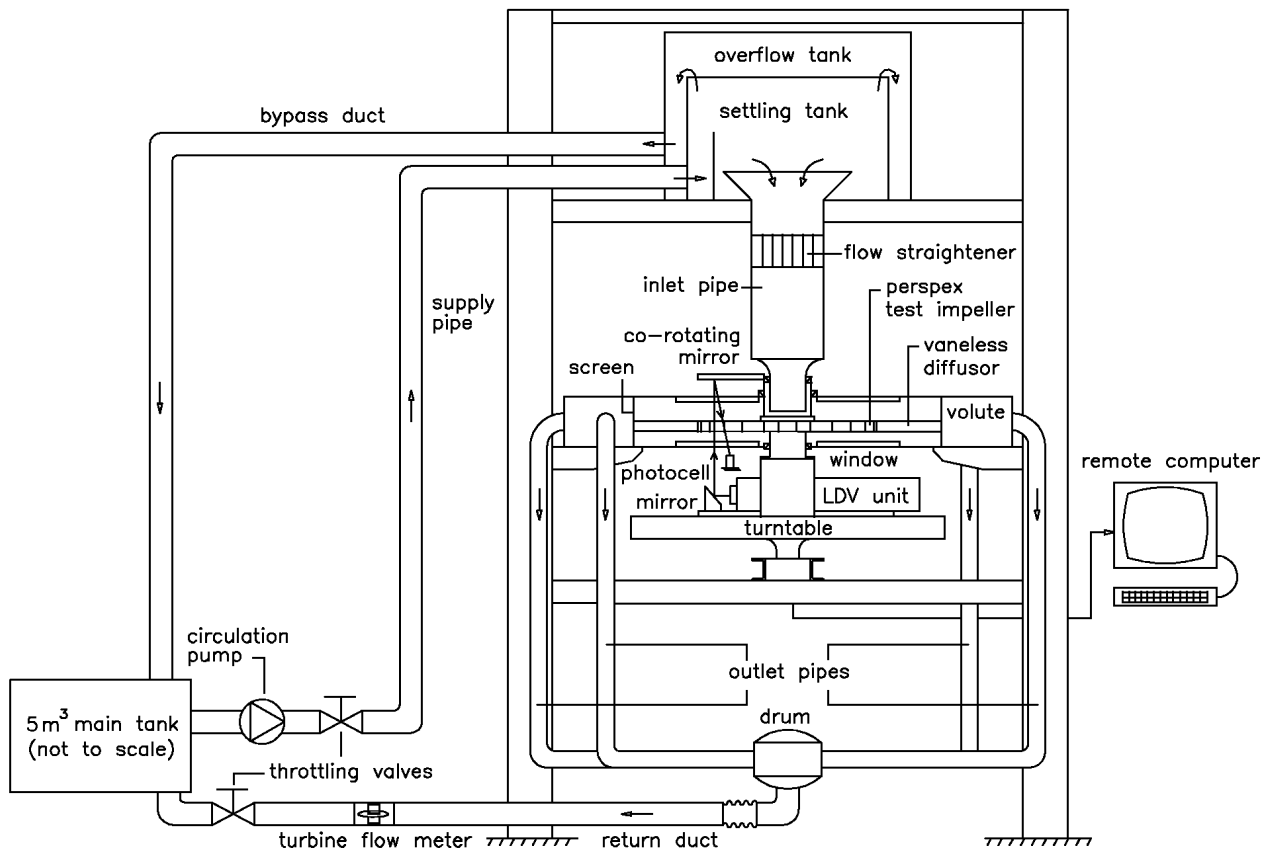 overflow tank
bypass duct
settling tank
flow straightener
inlet pipe
perspex
test impeller
supply
pipe
co-rotating
mirror
vaneless
diffusor
screen
volute
window
remote computer
photocell
mirror
LDV unit
turntable
circulation
pump
outlet pipes
5m³ main tank
(not to scale)
drum
throttling valves
turbine flow meter
return duct